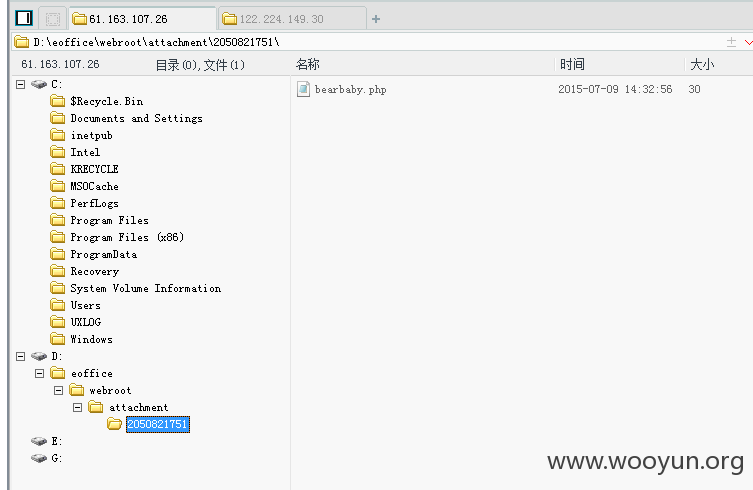 61.163.107.26 122.224.149.30 +
D:\eoffice\webroot\attachment\2050821751\
61.163.107.26 目录(0),文件(1) 名称 时间 大小
C:
$Recycle.Bin
Documents and Settings
inetpub
Intel
KRECYCLE
MSOCache
PerfLogs
Program Files
Program Files (x86)
ProgramData
Recovery
System Volume Information
Users
UXLOG
Windows
D:
eoffice
webroot
attachment
2050821751
E:
G:
bearbaby.php 2015-07-09 14:32:56 30
www.wooyun.org